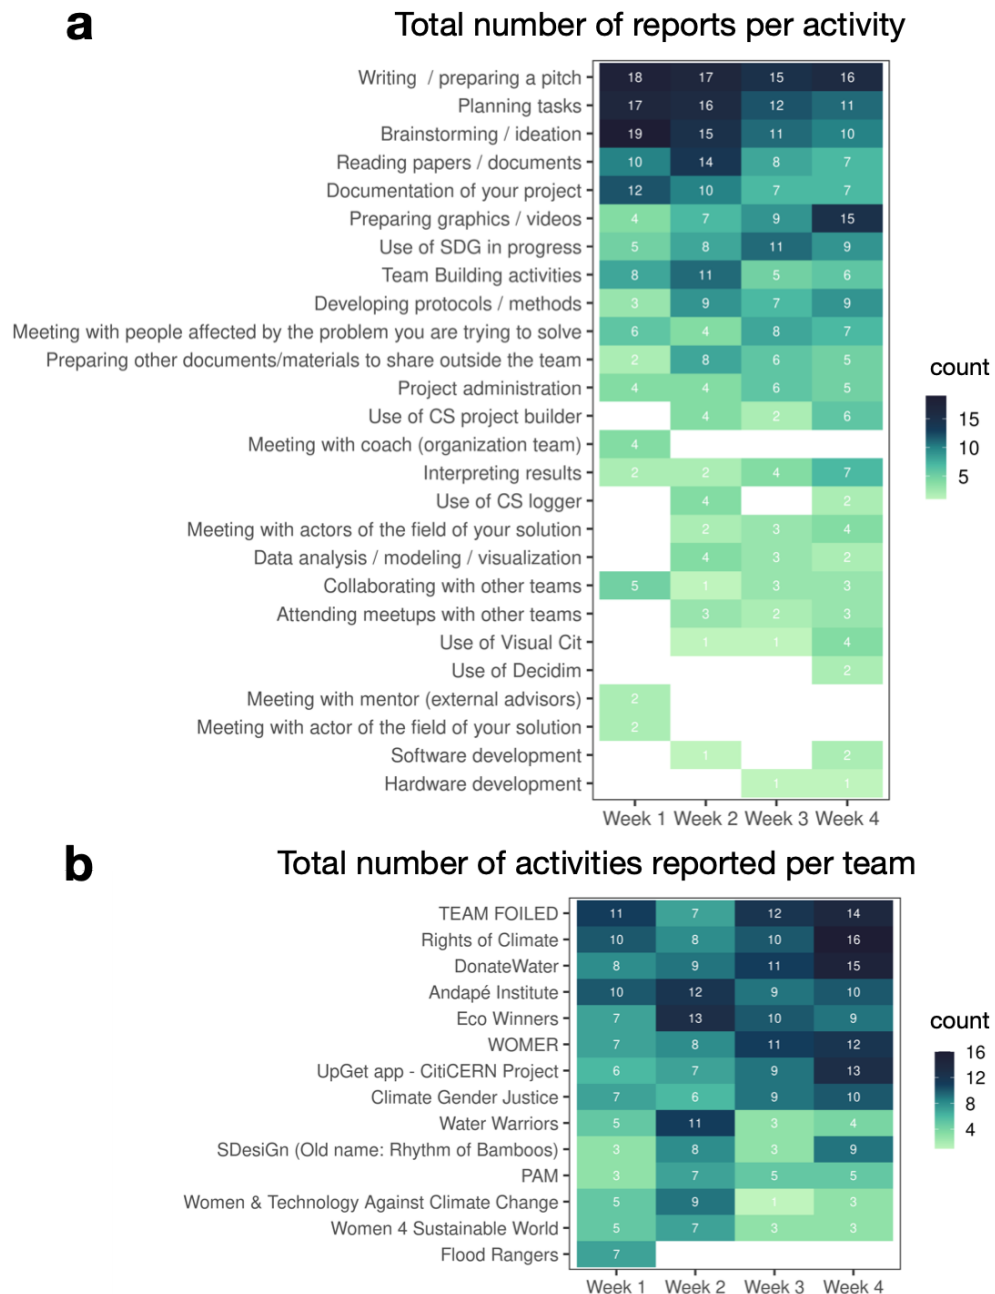 a
Total number of reports per activity
Writing / preparing a pitch 18 17 15 16
Planning tasks 17 16 12 11
Brainstorming / ideation 19 15 11 10
Reading papers / documents 10 14 8 7
Documentation of your project 12 10 7 7
Preparing graphics / videos 4 7 9 15
Use of SDG in progress 5 8 11 9
Team Building activities 8 11 5 6
Developing protocols / methods 3 9 7 9
Meeting with people affected by the problem you are trying to solve 6 4 8 7
Preparing other documents/materials to share outside the team 2 8 6 5
Project administration 4 4 6 5
Use of CS project builder 4 2 6
Meeting with coach (organization team) 4
Interpreting results 2 2 4 7
Use of CS logger 4 2
Meeting with actors of the field of your solution 2 3 4
Data analysis / modeling / visualization 4 3 2
Collaborating with other teams 5 1 3 3
Attending meetups with other teams 3 2 3
Use of Visual Cit 1 1 4
Use of Decidim 2
Meeting with mentor (external advisors) 2
Meeting with actor of the field of your solution 2
Software development 1 2
Hardware development 1 1
Week 1 Week 2 Week 3 Week 4
count
15
10
5
b
Total number of activities reported per team
TEAM FOILED 11 7 12 14
Rights of Climate 10 8 10 16
DonateWater 8 9 11 15
Andapé Institute 10 12 9 10
Eco Winners 7 13 10 9
WOMER 7 8 11 12
UpGet app - CitiCERN Project 6 7 9 13
Climate Gender Justice 7 6 9 10
Water Warriors 5 11 3 4
SDesiGn (Old name: Rhythm of Bamboos) 3 8 3 9
PAM 3 7 5 5
Women & Technology Against Climate Change 5 9 1 3
Women 4 Sustainable World 5 7 3 3
Flood Rangers 7
Week 1 Week 2 Week 3 Week 4
count
16
12
8
4